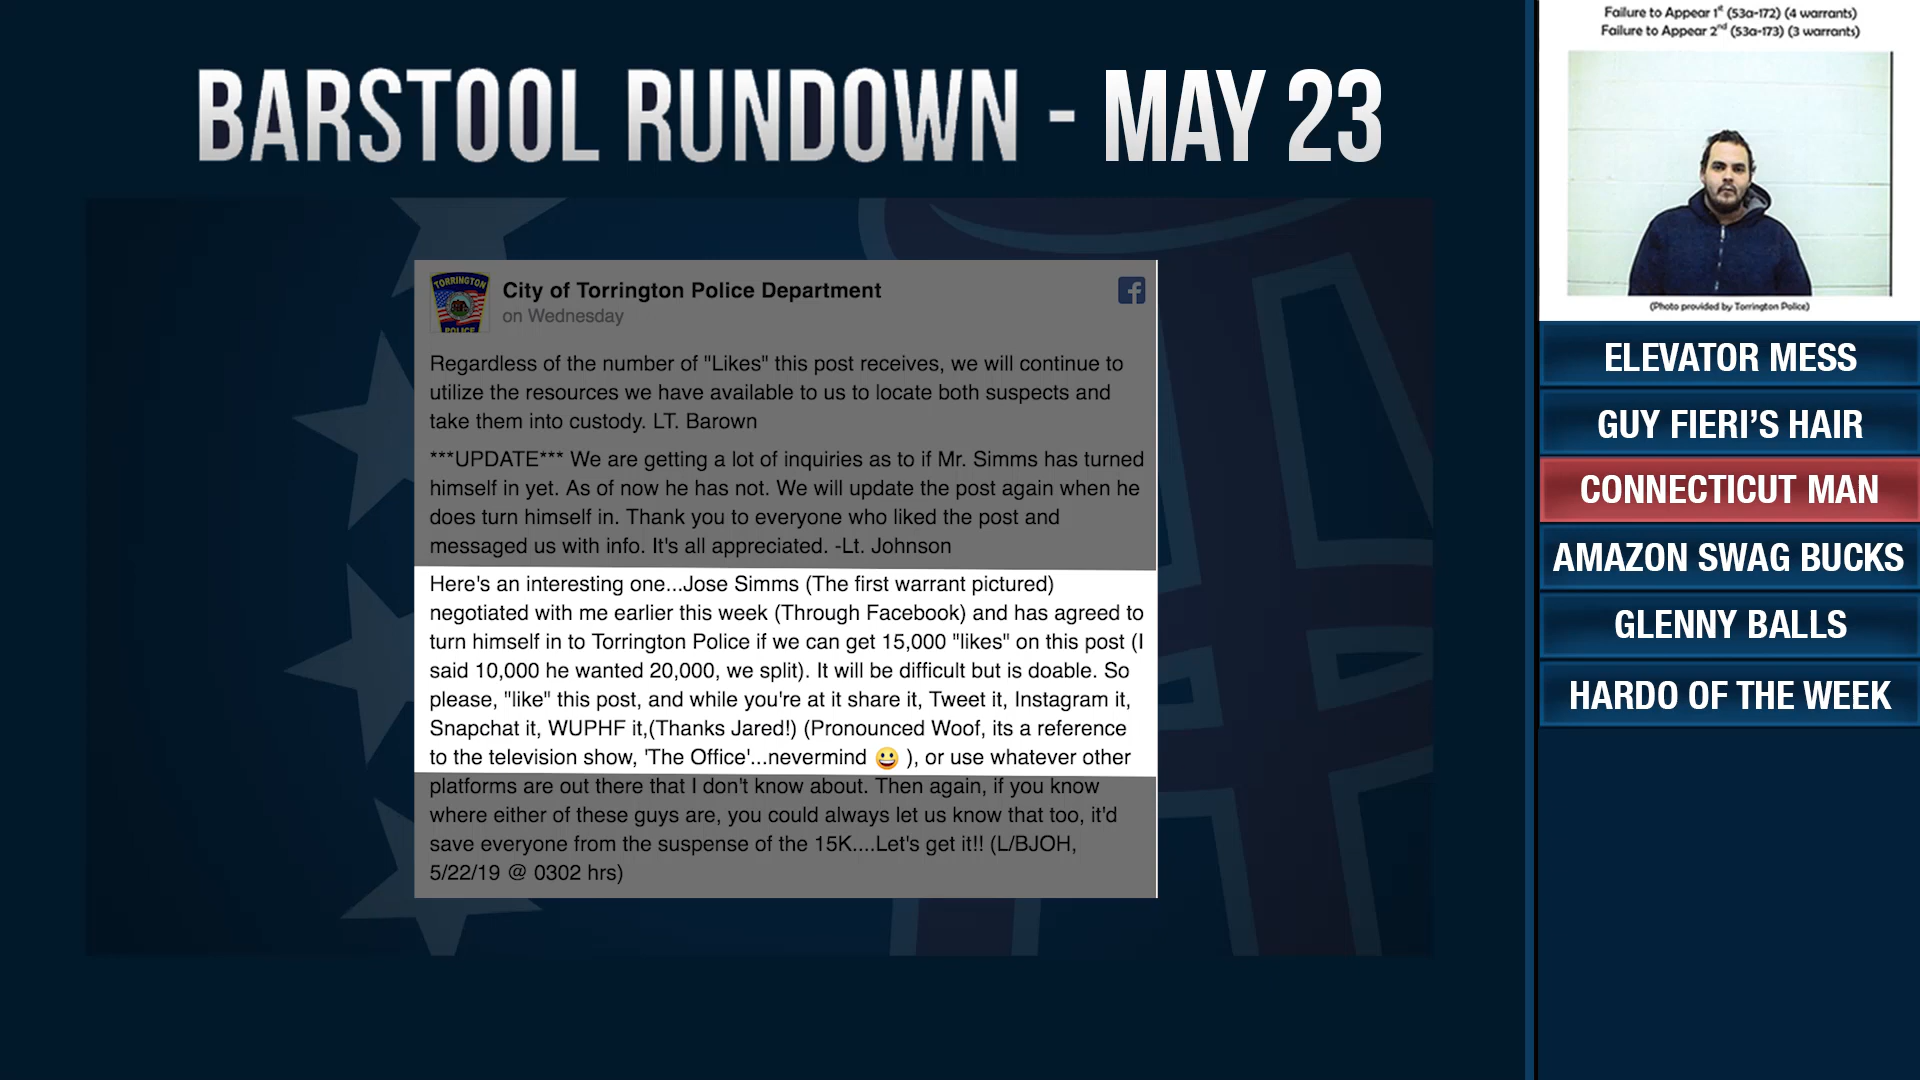 BARSTOOL RUNDOWN - MAY 23
TORRINGTON
POLICE
City of Torrington Police Department
on Wednesday
Regardless of the number of "Likes" this post receives, we will continue to
utilize the resources we have available to us to locate both suspects and
take them into custody. LT. Barown
***UPDATE*** We are getting a lot of inquiries as to if Mr. Simms has turned
himself in yet. As of now he has not. We will update the post again when he
does turn himself in. Thank you to everyone who liked the post and
messaged us with info. It's all appreciated. -Lt. Johnson
Here's an interesting one...Jose Simms (The first warrant pictured)
negotiated with me earlier this week (Through Facebook) and has agreed to
turn himself in to Torrington Police if we can get 15,000 "likes" on this post (I
said 10,000 he wanted 20,000, we split). It will be difficult but is doable. So
please, "like" this post, and while you're at it share it, Tweet it, Instagram it,
Snapchat it, WUPHF it,(Thanks Jared!) (Pronounced Woof, its a reference
to the television show, 'The Office'...nevermind 😀 ), or use whatever other
platforms are out there that I don't know about. Then again, if you know
where either of these guys are, you could always let us know that too, it'd
save everyone from the suspense of the 15K....Let's get it!! (L/BJOH,
5/22/19 @ 0302 hrs)
Failure to Appear 1st (53a-172) (4 warrants)
Failure to Appear 2nd (53a-173) (3 warrants)
(Photo provided by Torrington Police)
ELEVATOR MESS
GUY FIERI'S HAIR
CONNECTICUT MAN
AMAZON SWAG BUCKS
GLENNY BALLS
HARDO OF THE WEEK